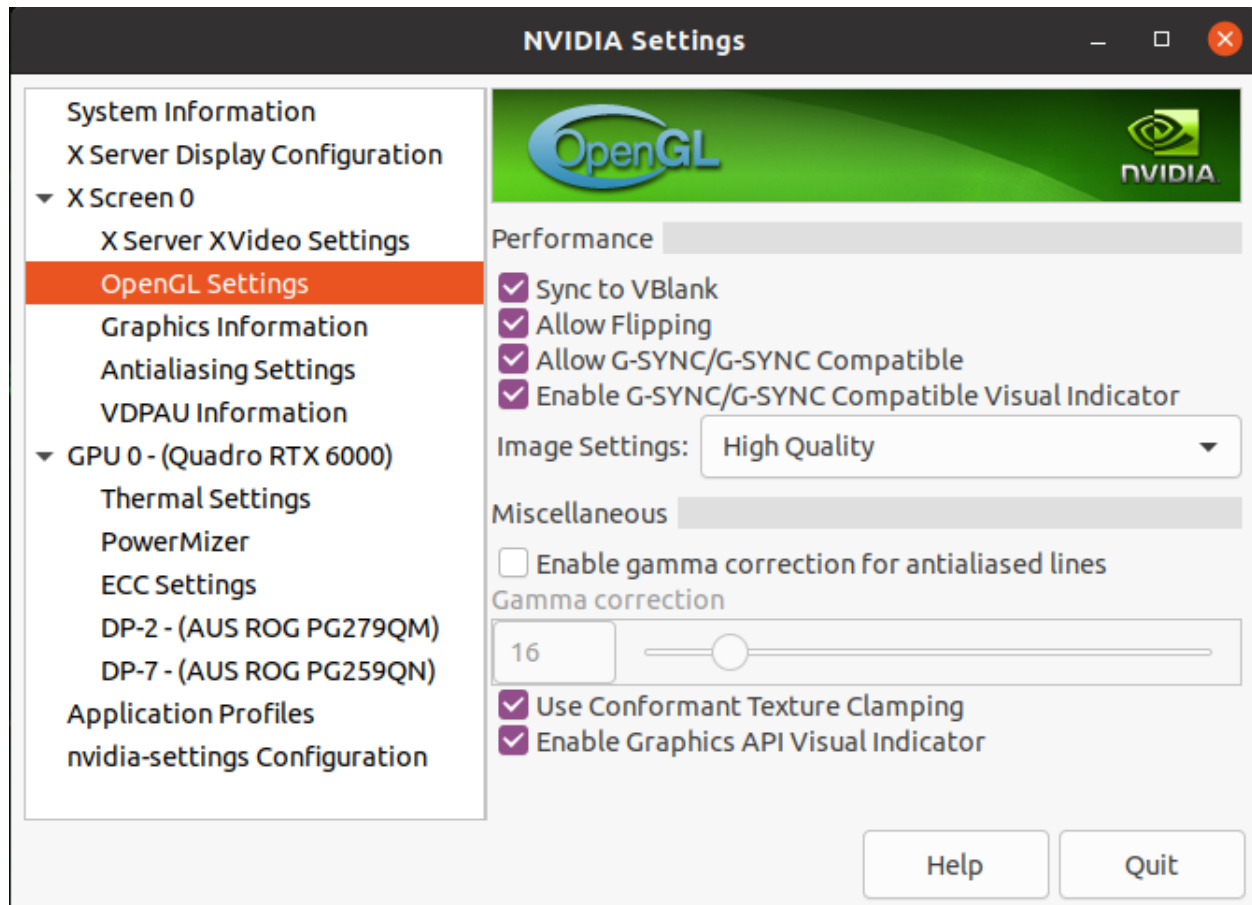 NVIDIA Settings
System Information
X Server Display Configuration
X Screen 0
X Server XVideo Settings
OpenGL Settings
Graphics Information
Antialiasing Settings
VDPAU Information
GPU 0 - (Quadro RTX 6000)
Thermal Settings
PowerMizer
ECC Settings
DP-2 - (AUS ROG PG279QM)
DP-7 - (AUS ROG PG259QN)
Application Profiles
nvidia-settings Configuration
OpenGL
NVIDIA.
Performance
Sync to VBlank
Allow Flipping
Allow G-SYNC/G-SYNC Compatible
Enable G-SYNC/G-SYNC Compatible Visual Indicator
Image Settings: High Quality
Miscellaneous
Enable gamma correction for antialiased lines
Gamma correction
16
Use Conformant Texture Clamping
Enable Graphics API Visual Indicator
Help Quit